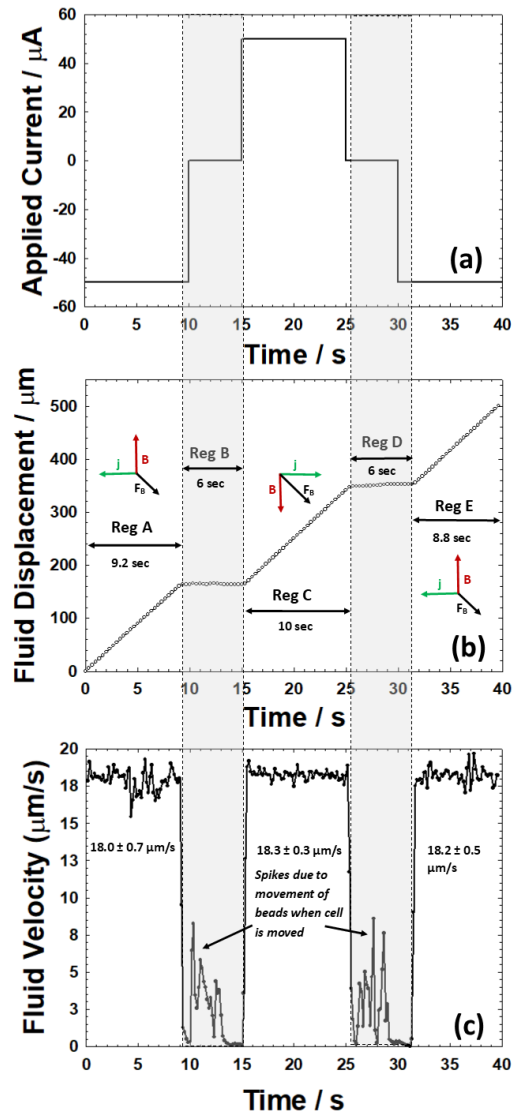 60
40
20
0
-20
-40
-60
Applied Current / μA
(a)
0 5 10 15 20 25 30 35 40
Time / s
500
400
300
200
100
0
Fluid Displacement / μm
j B F_B
Reg A
9.2 sec
Reg B
6 sec
j B F_B
Reg C
10 sec
Reg D
6 sec
Reg E
8.8 sec
j B F_B
(b)
0 5 10 15 20 25 30 35 40
Time / s
20
18
15
13
10
8
5
3
0
Fluid Velocity (μm/s)
18.0 ± 0.7 μm/s
18.3 ± 0.3 μm/s
18.2 ± 0.5
μm/s
Spikes due to
movement of
beads when cell
is moved
(c)
0 5 10 15 20 25 30 35 40
Time / s